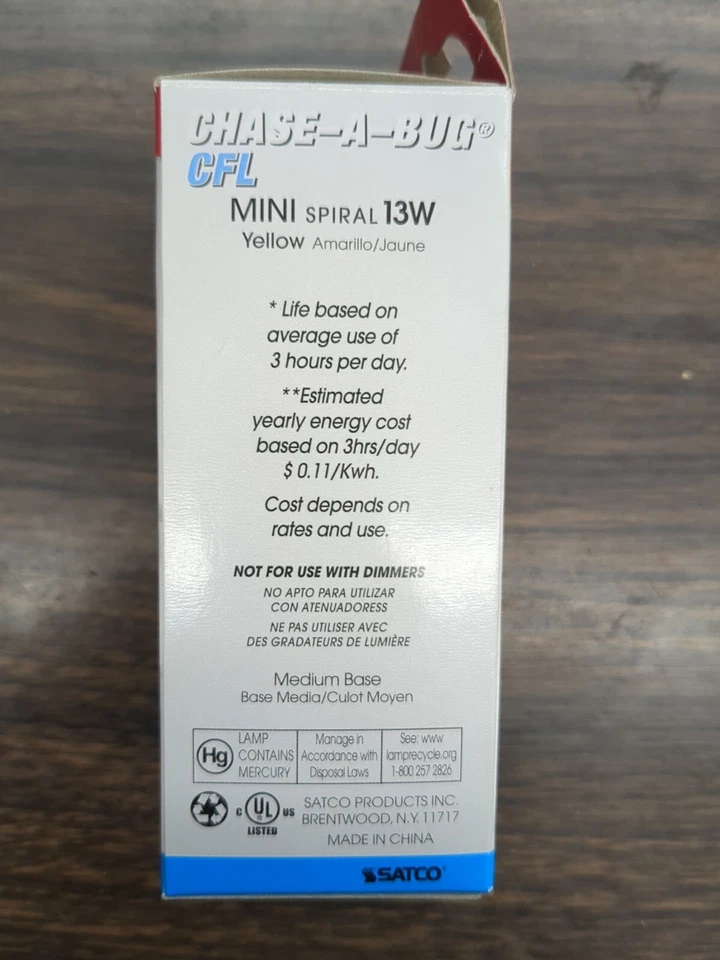 CHASE-A-BUG®
CFL
MINI SPIRAL 13W
Yellow Amarillo/Jaune
* Life based on
average use of
3 hours per day.
**Estimated
yearly energy cost
based on 3hrs/day
$ 0.11/Kwh.
Cost depends on
rates and use.
NOT FOR USE WITH DIMMERS
NO APTO PARA UTILIZAR
CON ATENUADORESS
NE PAS UTILISER AVEC
DES GRADATEURS DE LUMIÈRE
Medium Base
Base Media/Culot Moyen
Hg
LAMP
CONTAINS
MERCURY
Manage in
Accordance with
Disposal Laws
See: www
lamprecycle.org
1-800 257 2826
C UL US
LISTED
SATCO PRODUCTS INC.
BRENTWOOD, N.Y. 11717
MADE IN CHINA
SATCO